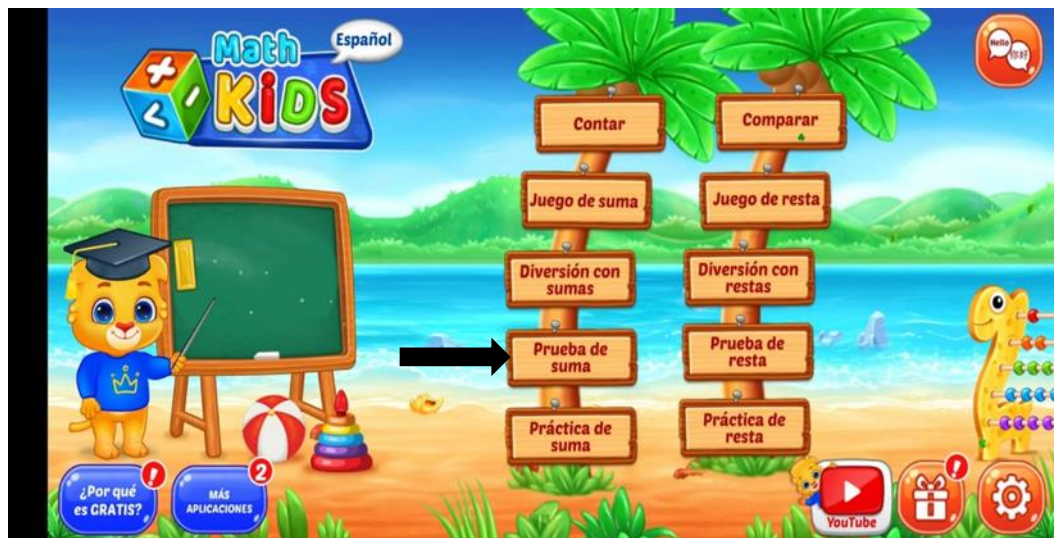 Math
KiDS
Español
Hello
你好
Contar
Comparar
Juego de suma
Juego de resta
Diversión con
sumas
Diversión con
restas
Prueba de
suma
Prueba de
resta
Práctica de
suma
Práctica de
resta
¿Por qué
es GRATIS?
!
MÁS
APLICACIONES
2
YouTube
!